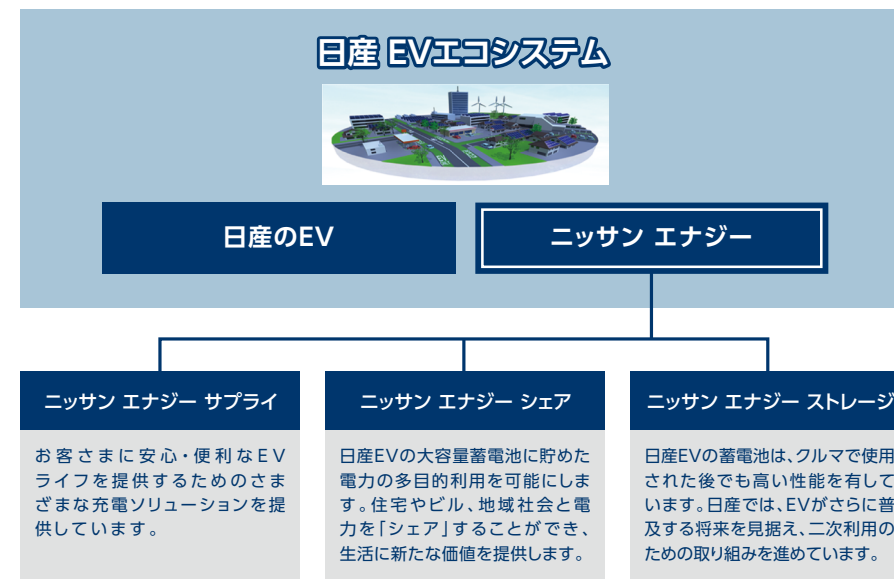 日産 EVエコシステム
日産のEV
ニッサン エナジー
ニッサン エナジー サプライ
お客さまに安心・便利なEV
ライフを提供するためのさま
ざまな充電ソリューションを提
供しています。
ニッサン エナジー シェア
日産EVの大容量蓄電池に貯めた
電力の多目的利用を可能にしま
す。住宅やビル、地域社会と電
力を「シェア」することができ、
生活に新たな価値を提供します。
ニッサン エナジー ストレージ
日産EVの蓄電池は、クルマで使用
された後でも高い性能を有して
います。日産では、EVがさらに普
及する将来を見据え、二次利用の
ための取り組みを進めています。